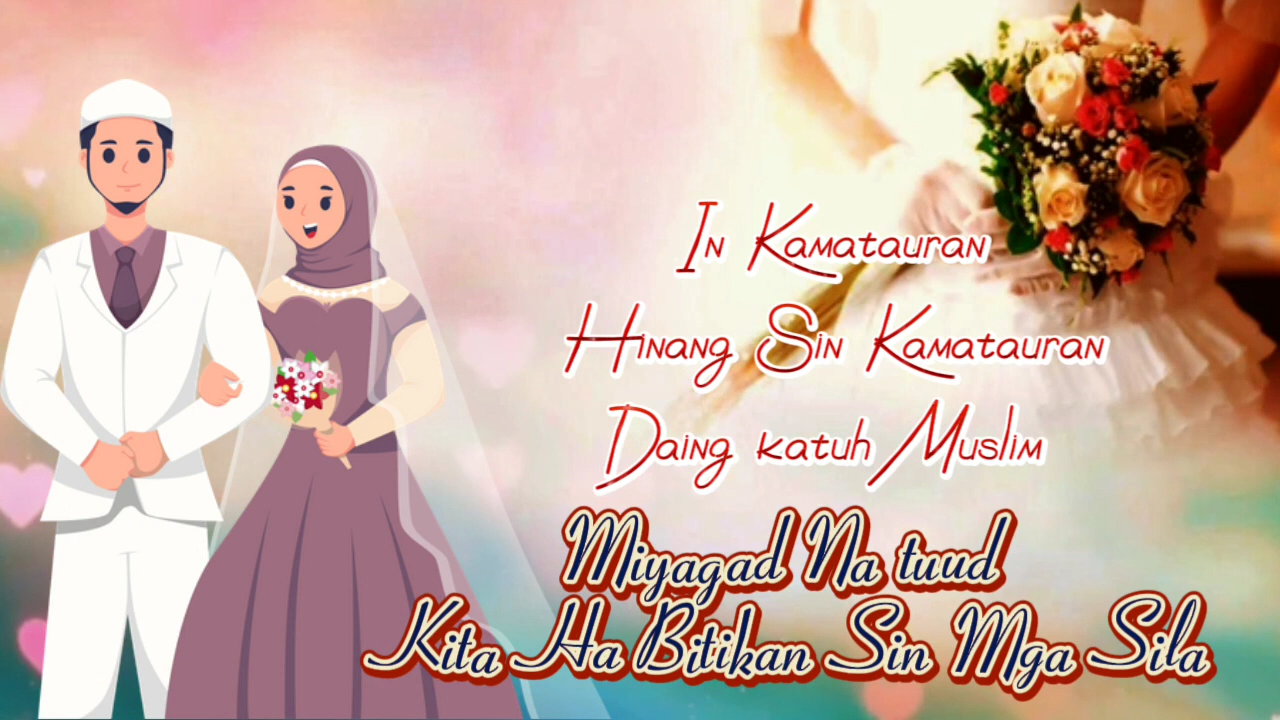 In Kamatauran
Hinang Sin Kamatauran
Daing katuh Muslim
Miyagad Na tuud
Kita Ha Bitikan Sin Mga Sila